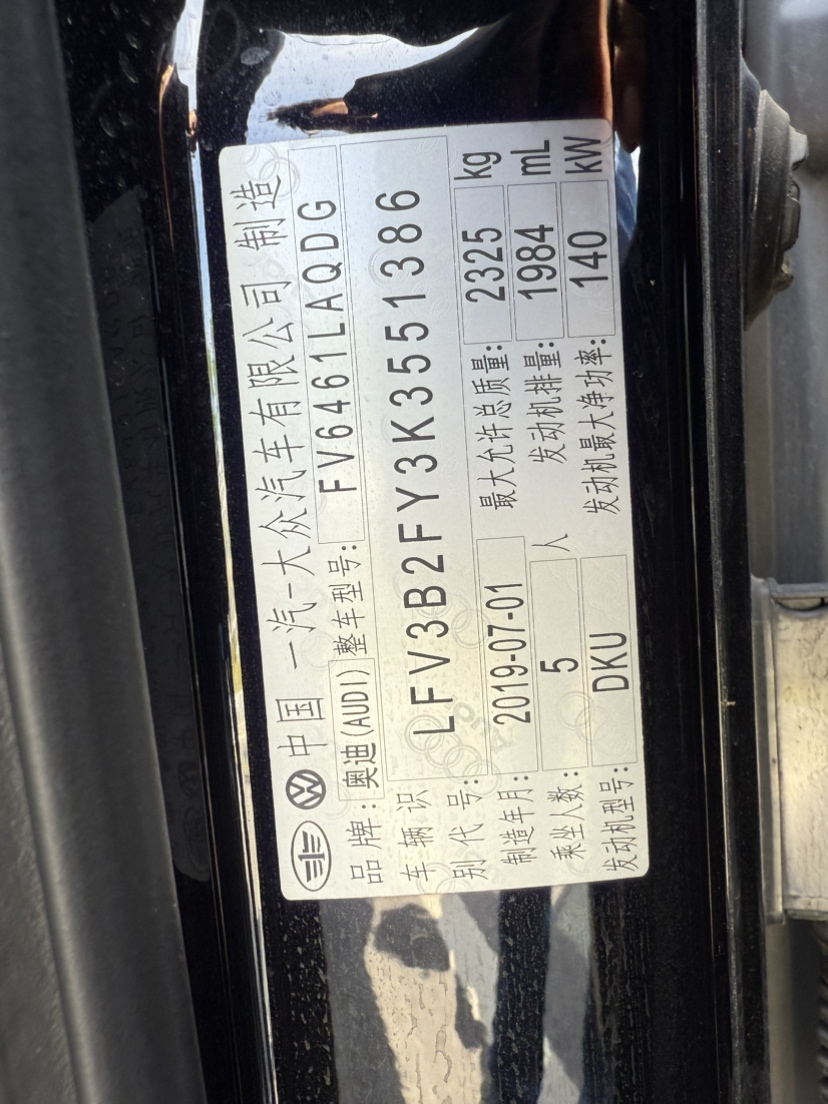 中国 一汽-大众汽车有限公司 制造
品牌: 奥迪(AUDI) 整车型号: FV6461LAQDG
车辆识别代号: LFV3B2FY3K3551386
制造年月: 2019-07-01 最大允许总质量: 2325 kg
乘坐人数: 5 人 发动机排量: 1984 mL
发动机型号: DKU 发动机最大净功率: 140 kW